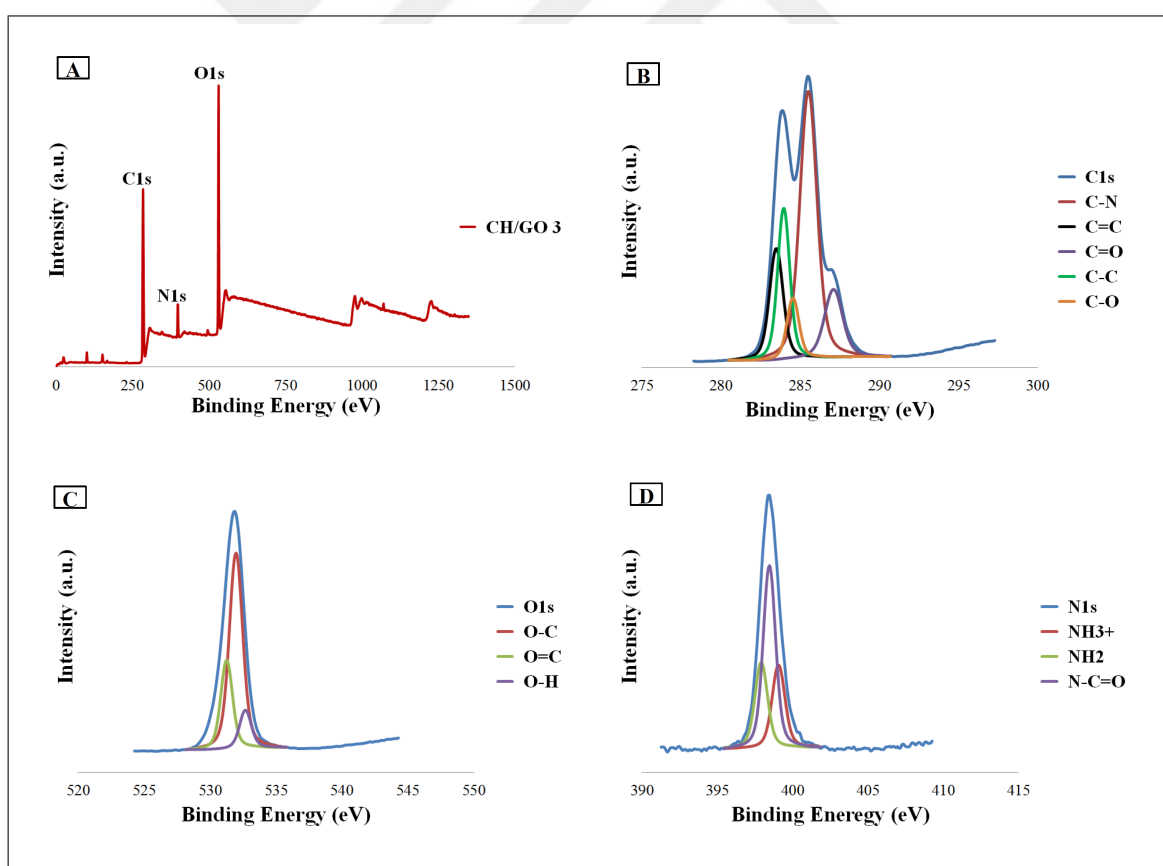 A
O1s
C1s
N1s
CH/GO 3
Intensity (a.u.)
0 250 500 750 1000 1250 1500
Binding Energy (eV)
B
C1s
C-N
C=C
C=O
C-C
C-O
Intensity (a.u.)
275 280 285 290 295 300
Binding Energy (eV)
C
O1s
O-C
O=C
O-H
Intensity (a.u.)
520 525 530 535 540 545 550
Binding Energy (eV)
D
N1s
NH3+
NH2
N-C=O
Intensity (a.u.)
390 395 400 405 410 415
Binding Eneregy (eV)